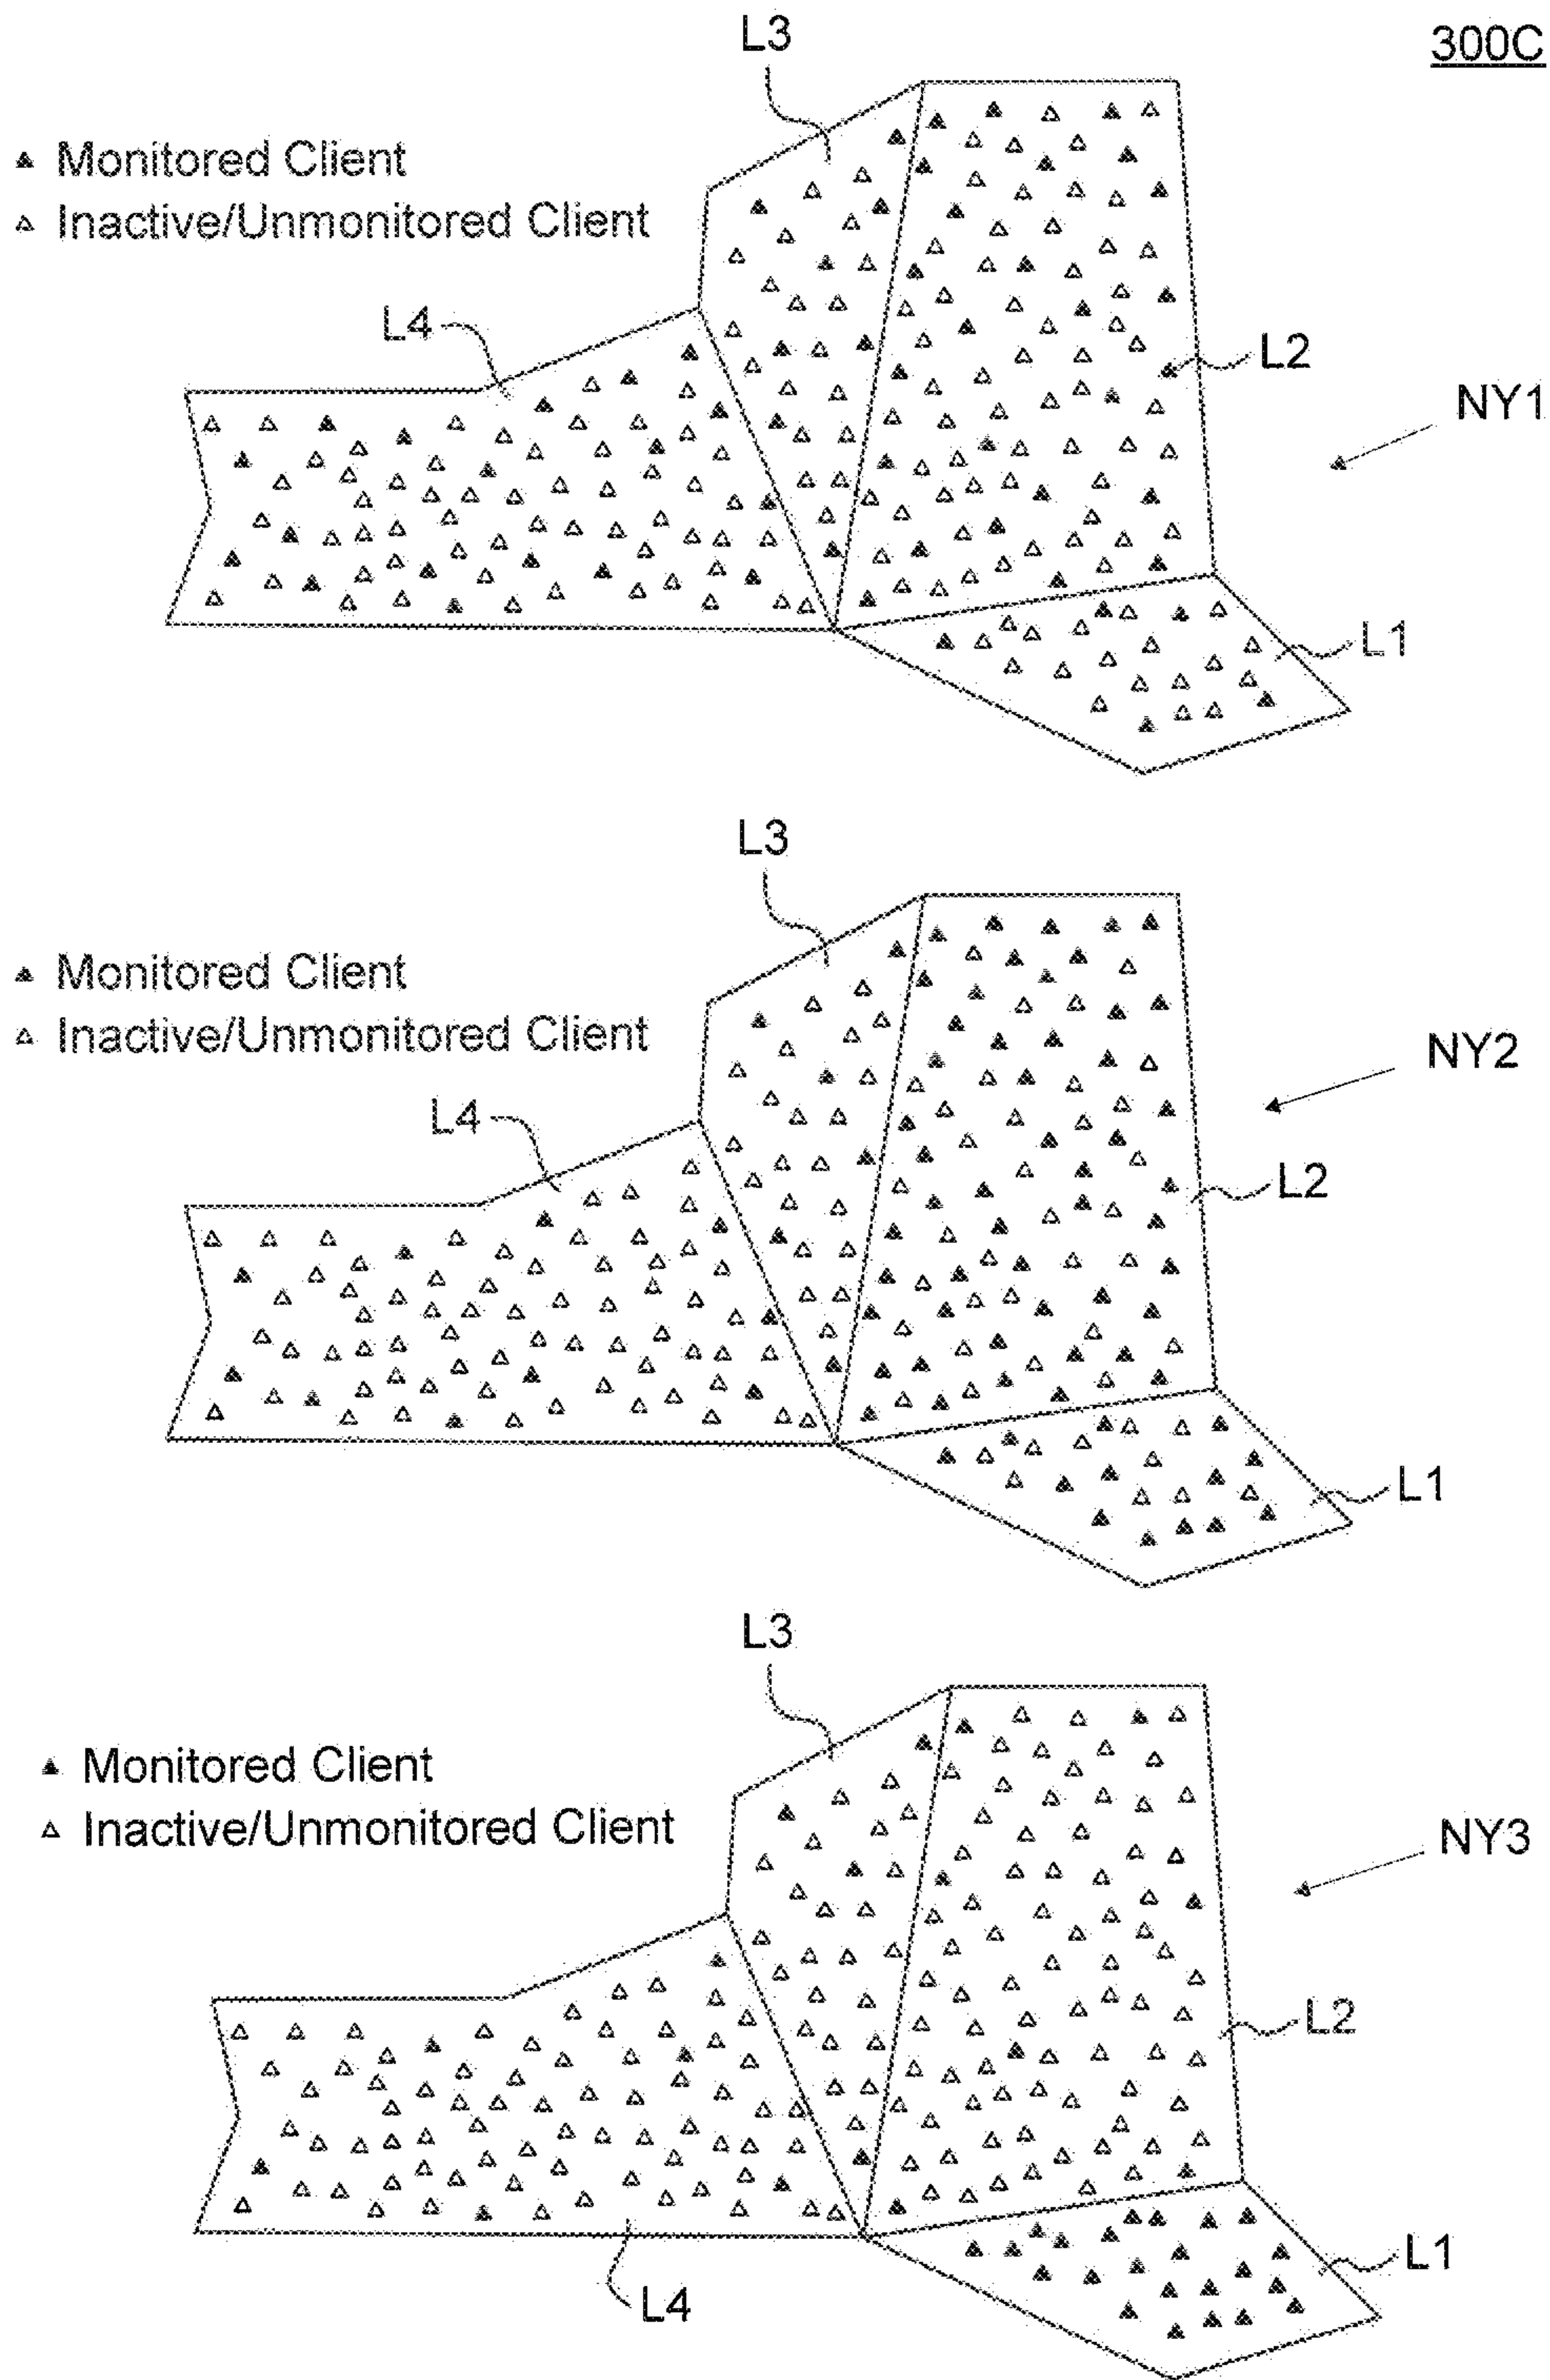 300C
L3
Monitored Client
Inactive/Unmonitored Client
L4
L2
NY1
L1
L3
Monitored Client
Inactive/Unmonitored Client
NY2
L4
L2
L1
L3
Monitored Client
Inactive/Unmonitored Client
NY3
L2
L1
L4